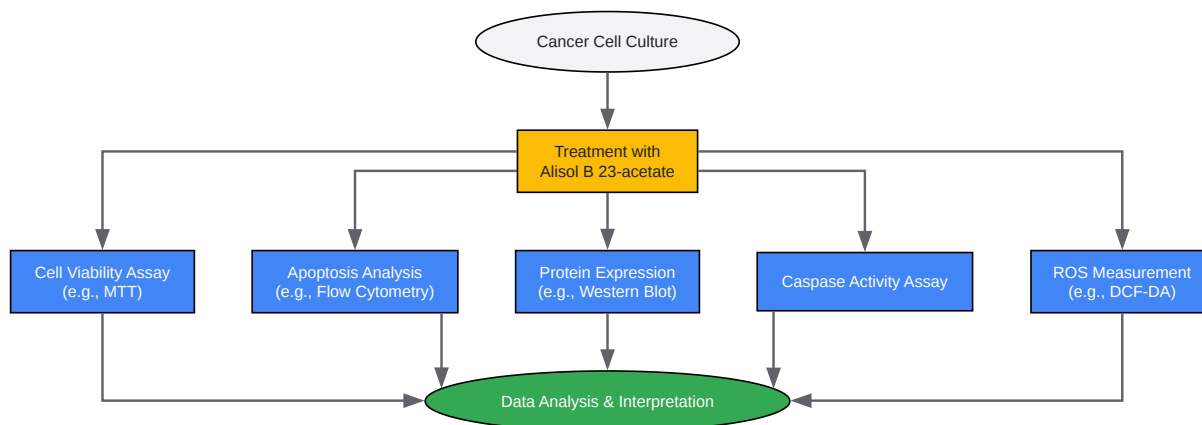 Cancer Cell Culture
Treatment with
Alisol B 23-acetate
Cell Viability Assay
(e.g., MTT)
Apoptosis Analysis
(e.g., Flow Cytometry)
Protein Expression
(e.g., Western Blot)
Caspase Activity Assay
ROS Measurement
(e.g., DCF-DA)
Data Analysis & Interpretation